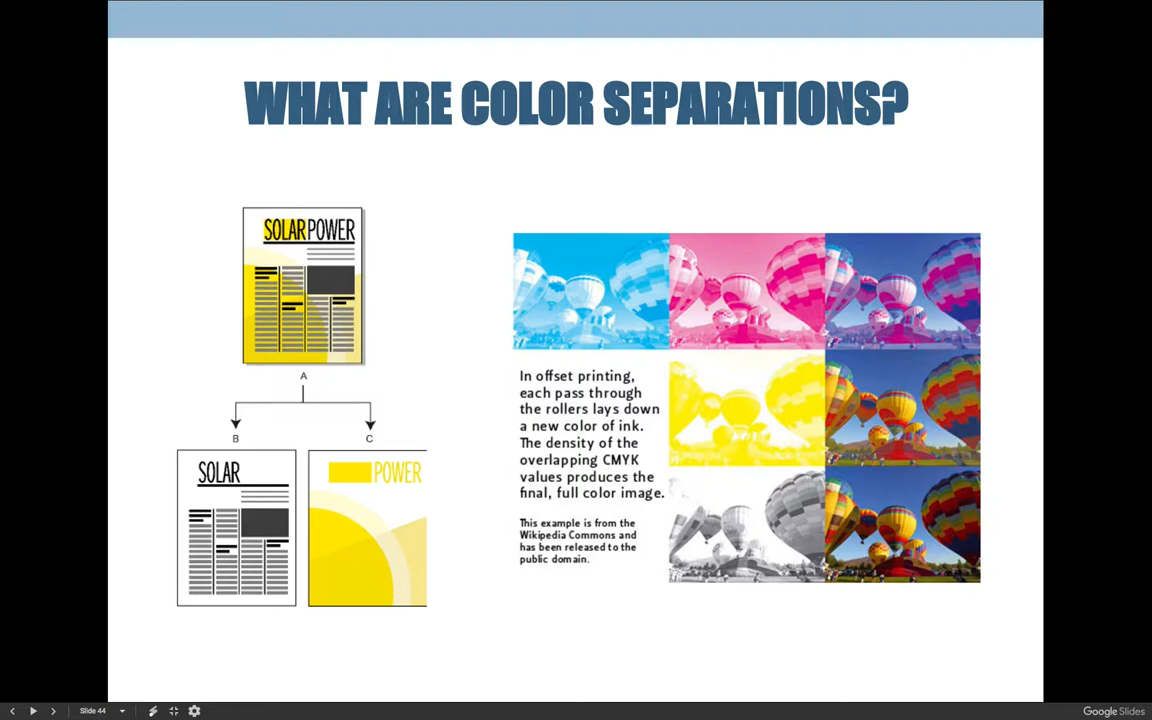 WHAT ARE COLOR SEPARATIONS?
SOLARPOWER
A
B
C
SOLAR
POWER
In offset printing,
each pass through
the rollers lays down
a new color of ink.
The density of the
overlapping CMYK
values produces the
final, full color image.
This example is from the
Wikipedia Commons and
has been released to the
public domain.
Slide 44
Google Slides